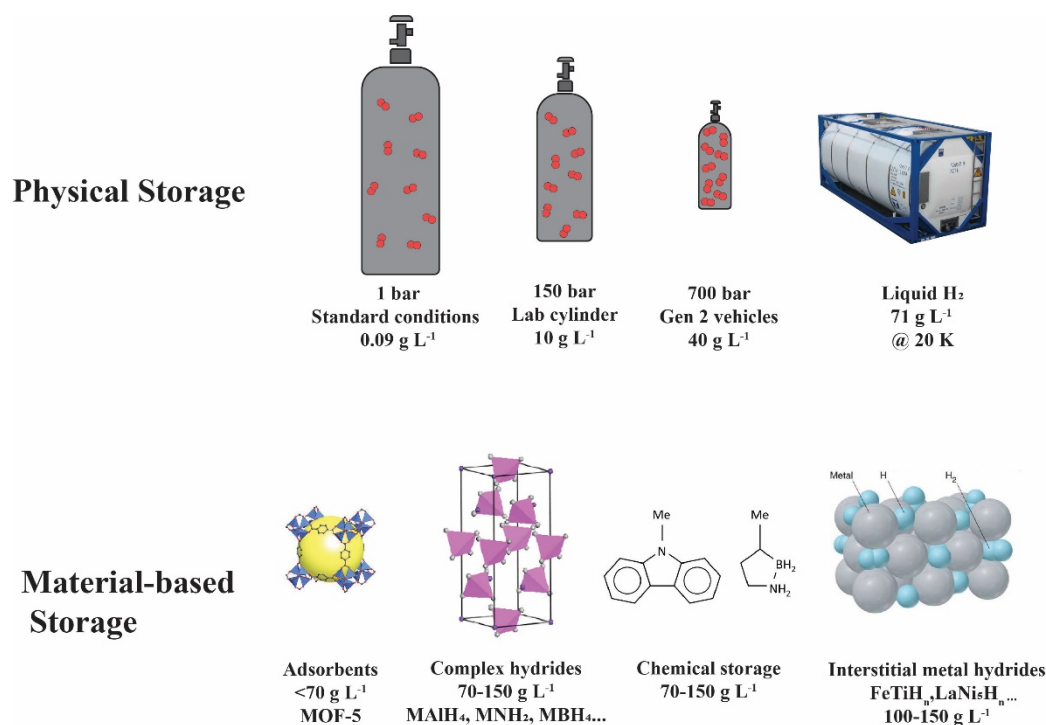 Physical Storage
1 bar
Standard conditions
0.09 g L⁻¹
150 bar
Lab cylinder
10 g L⁻¹
700 bar
Gen 2 vehicles
40 g L⁻¹
Liquid H₂
71 g L⁻¹
@ 20 K
Material-based
Storage
Adsorbents
<70 g L⁻¹
MOF-5
Complex hydrides
70-150 g L⁻¹
MAlH₄, MNH₂, MBH₄...
Me
N
Me
BH₂
NH₂
Chemical storage
70-150 g L⁻¹
Metal
H
H₂
Interstitial metal hydrides
FeTiHₙ,LaNi₅Hₙ...
100-150 g L⁻¹